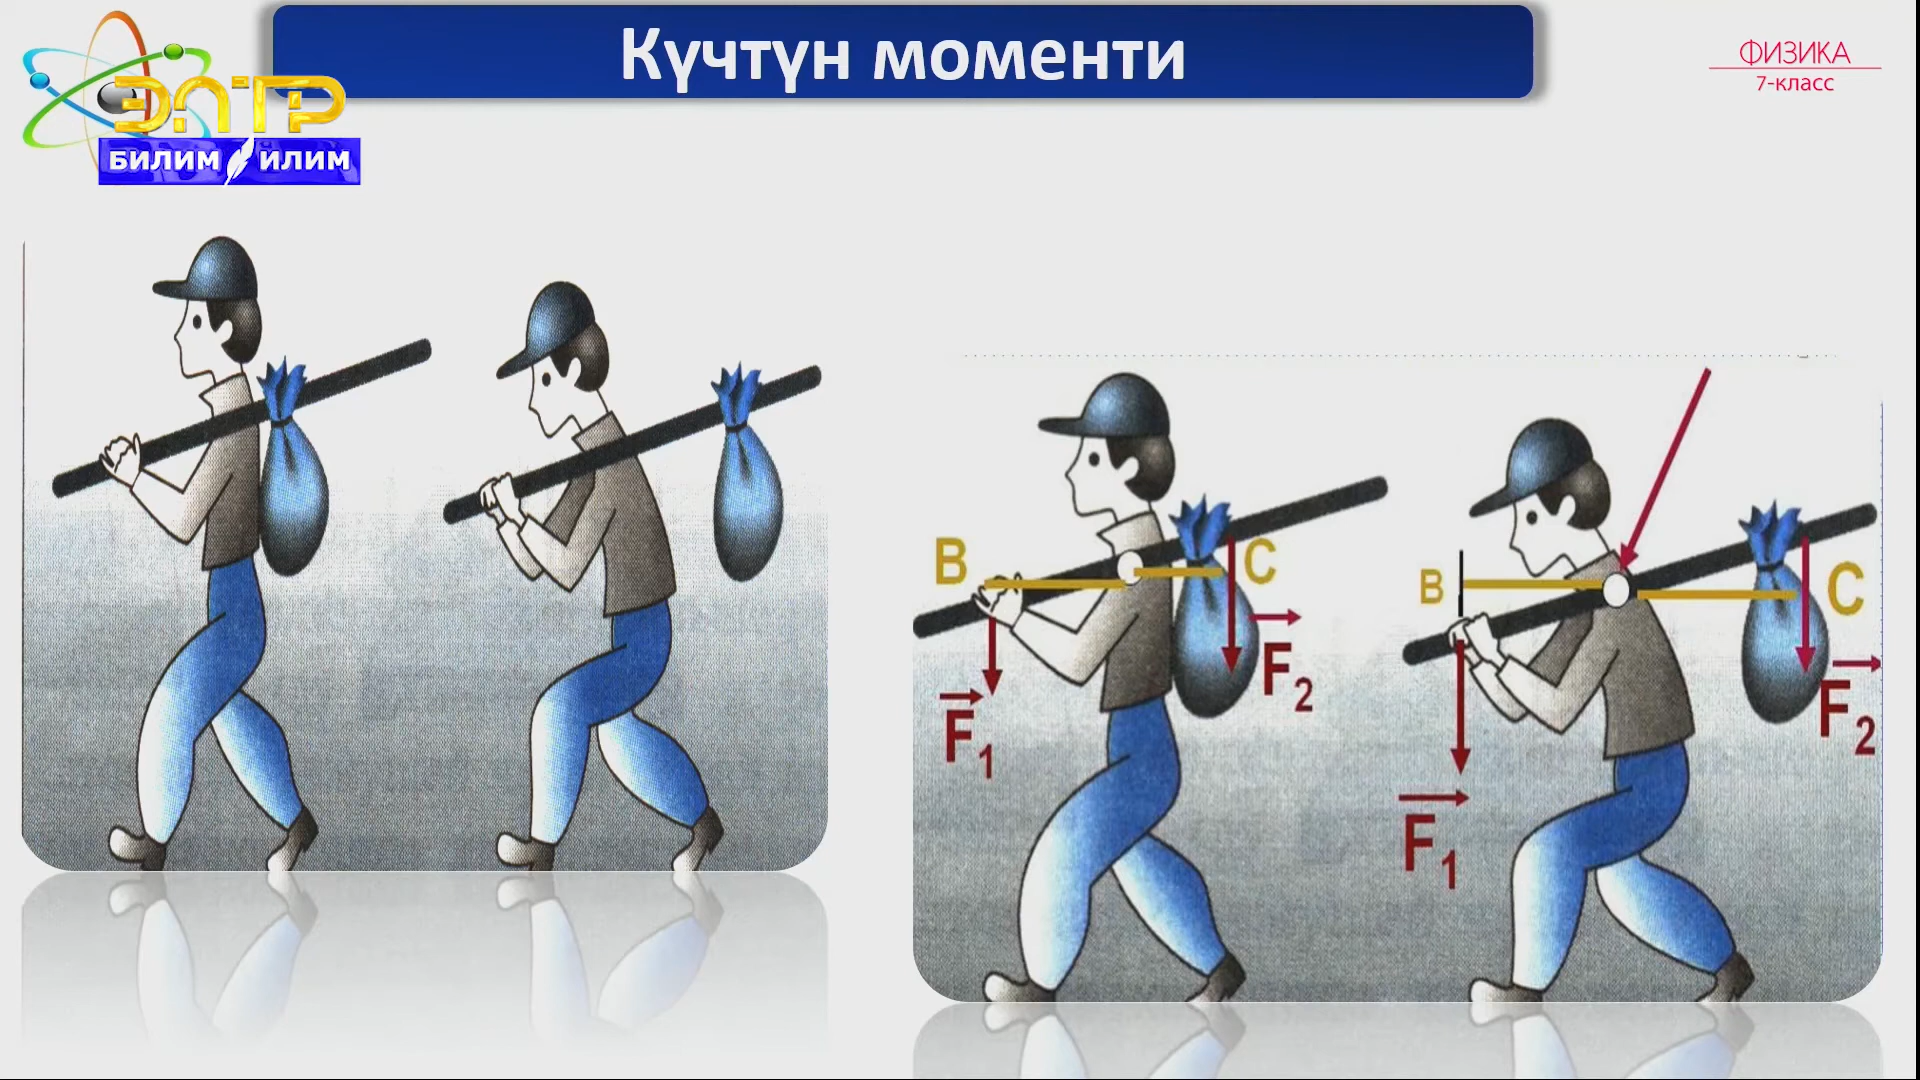 Күчтүн моменти
ФИЗИКА
7-класс
ЭЛТР
БИЛИМ ИЛИМ
B
C
F1
F2
B
C
F1
F2